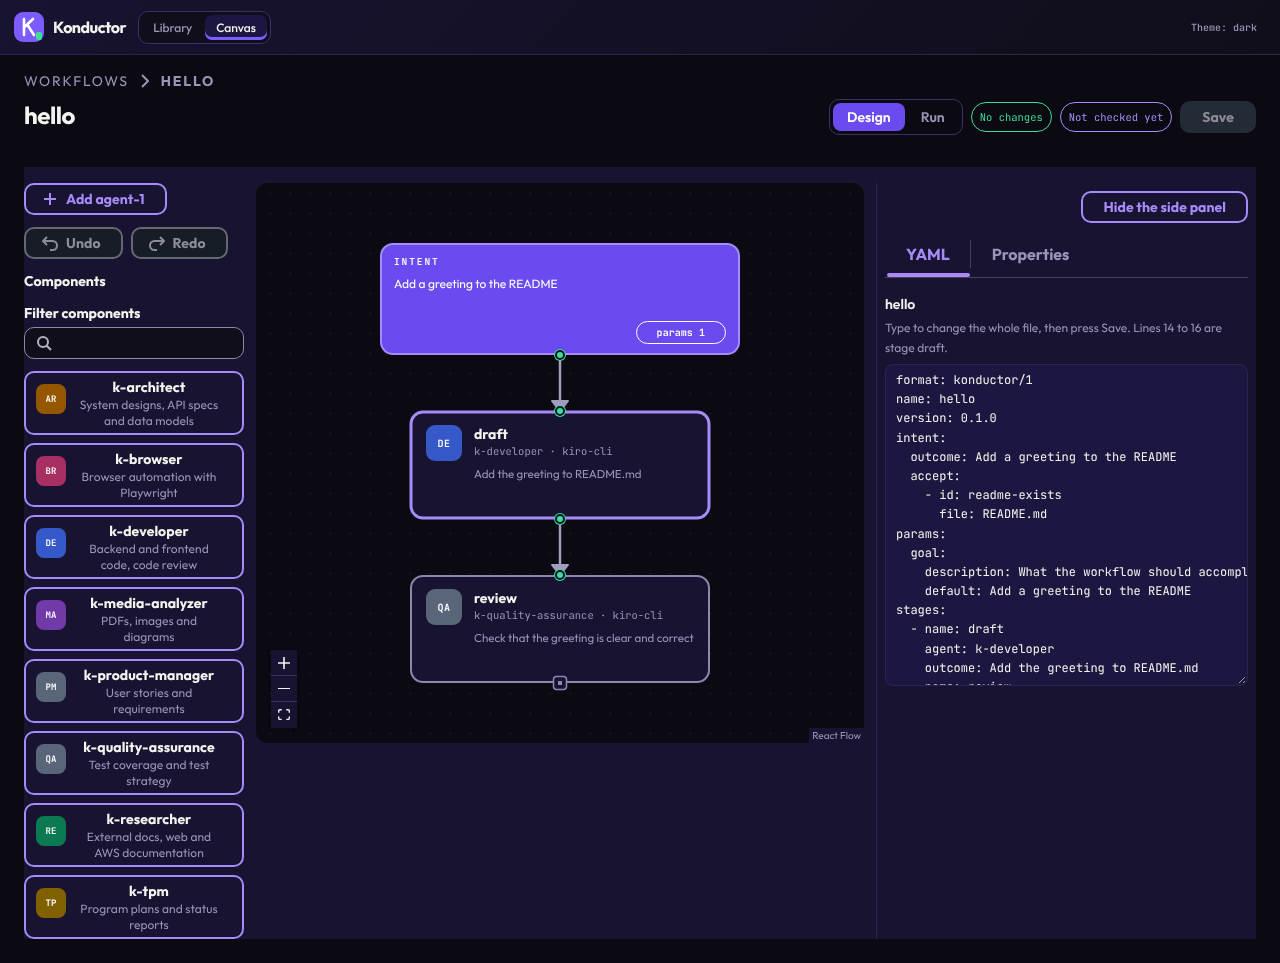 K Konductor Library Canvas Theme: dark
WORKFLOWS > HELLO
hello
Design Run No changes Not checked yet Save
+ Add agent-1
Undo Redo
Components
Filter components
AR k-architect
System designs, API specs
and data models
BR k-browser
Browser automation with
Playwright
DE k-developer
Backend and frontend
code, code review
MA k-media-analyzer
PDFs, images and
diagrams
PM k-product-manager
User stories and
requirements
QA k-quality-assurance
Test coverage and test
strategy
RE k-researcher
External docs, web and
AWS documentation
TP k-tpm
Program plans and status
reports
INTENT
Add a greeting to the README
params 1
DE draft
k-developer · kiro-cli
Add the greeting to README.md
QA review
k-quality-assurance · kiro-cli
Check that the greeting is clear and correct
React Flow
Hide the side panel
YAML Properties
hello
Type to change the whole file, then press Save. Lines 14 to 16 are
stage draft.
format: konductor/1
name: hello
version: 0.1.0
intent:
  outcome: Add a greeting to the README
  accept:
    - id: readme-exists
      file: README.md
params:
  goal:
    description: What the workflow should accompl
    default: Add a greeting to the README
stages:
  - name: draft
    agent: k-developer
    outcome: Add the greeting to README.md